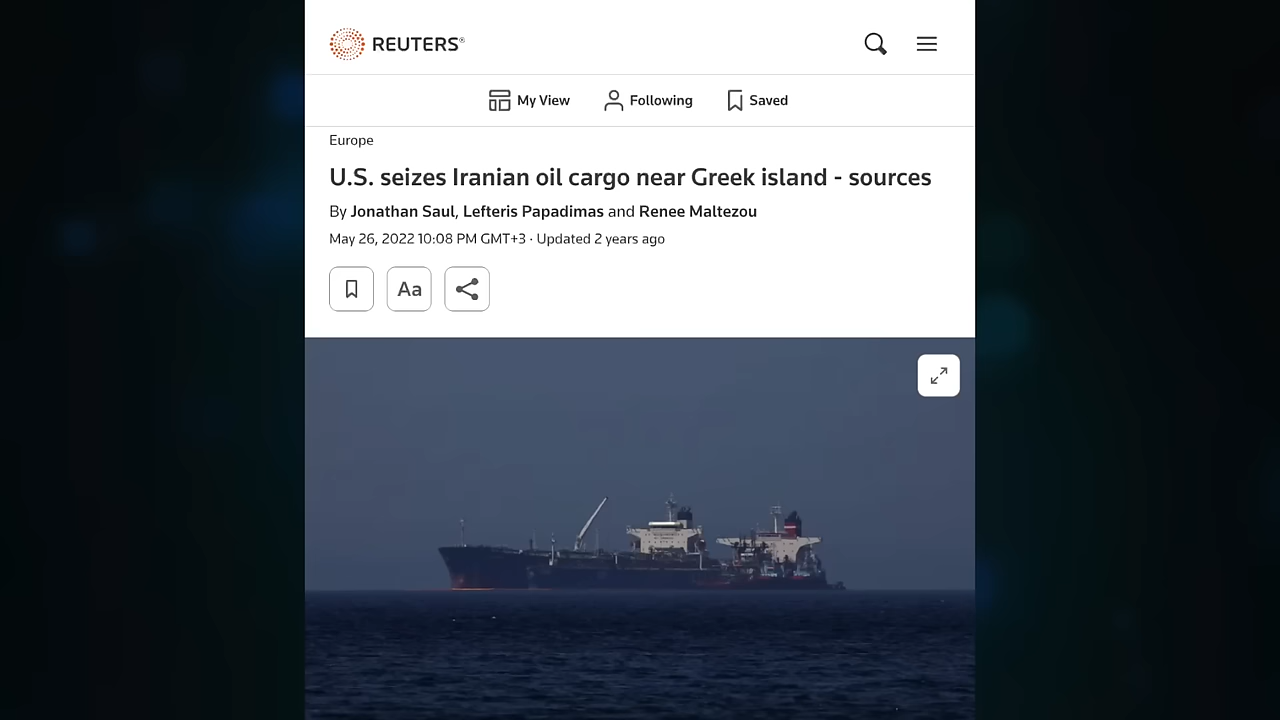 REUTERS®
My View
Following
Saved
Europe
U.S. seizes Iranian oil cargo near Greek island - sources
By Jonathan Saul, Lefteris Papadimas and Renee Maltezou
May 26, 2022 10:08 PM GMT+3 · Updated 2 years ago
Aa